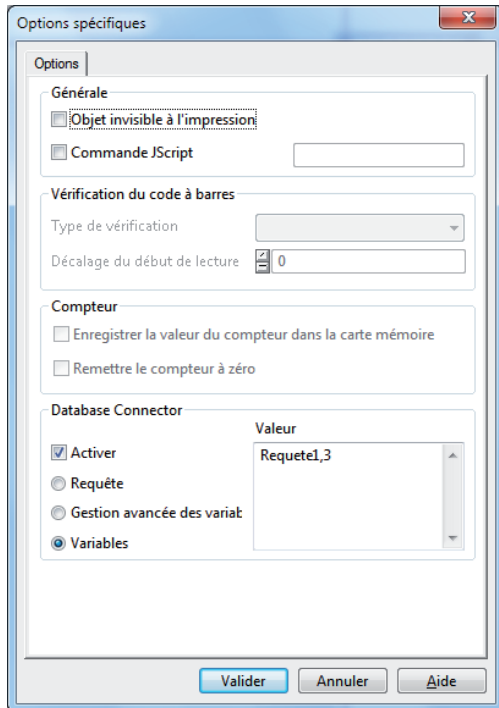 Options spécifiques
Options
Générale
Objet invisible à l'impression
Commande JScript
Vérification du code à barres
Type de vérification
Décalage du début de lecture 0
Compteur
Enregistrer la valeur du compteur dans la carte mémoire
Remettre le compteur à zéro
Database Connector
Valeur
Activer
Requete1,3
Requête
Gestion avancée des variab
Variables
Valider Annuler Aide